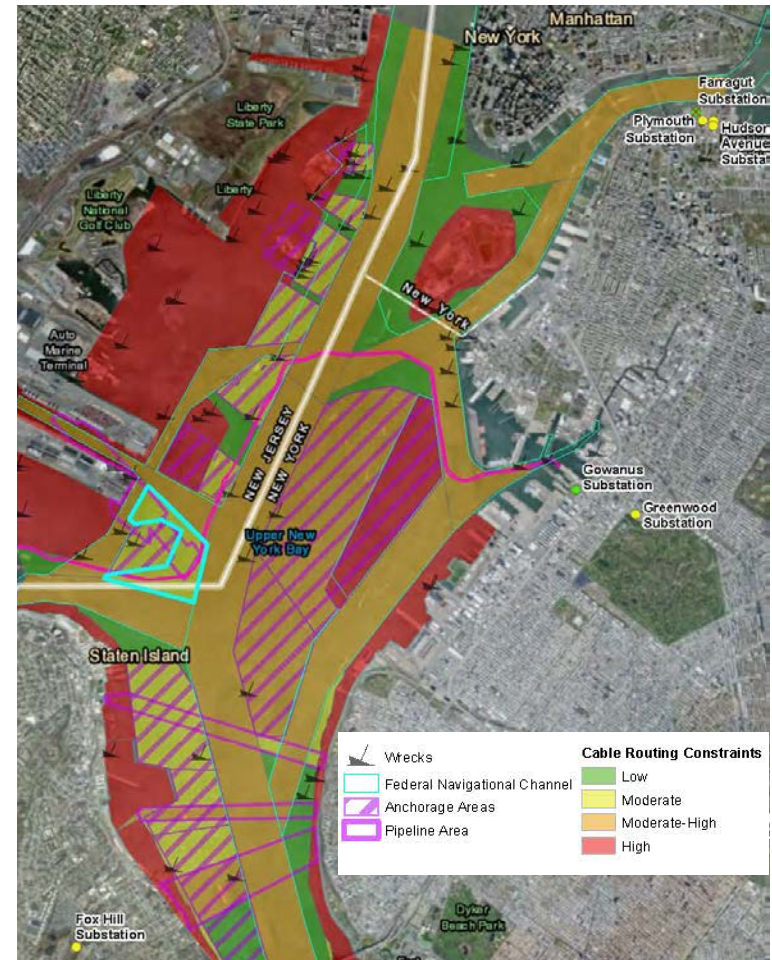 Manhattan
New York
Farragut
Substation
Plymouth
Substation
Hudson
Avenue
Substa
Liberty
State Park
Liberty
Liberty
National
Golf Club
New York
Auto
Marine
Terminal
NEW JERSEY
NEW YORK
Gowanus
Substation
Greenwood
Substation
Upper New
York Bay
Staten Island
Wrecks
Federal Navigational Channel
Anchorage Areas
Pipeline Area
Cable Routing Constraints
Low
Moderate
Moderate-High
High
Fox Hill
Substation
Dyker
Beach Park